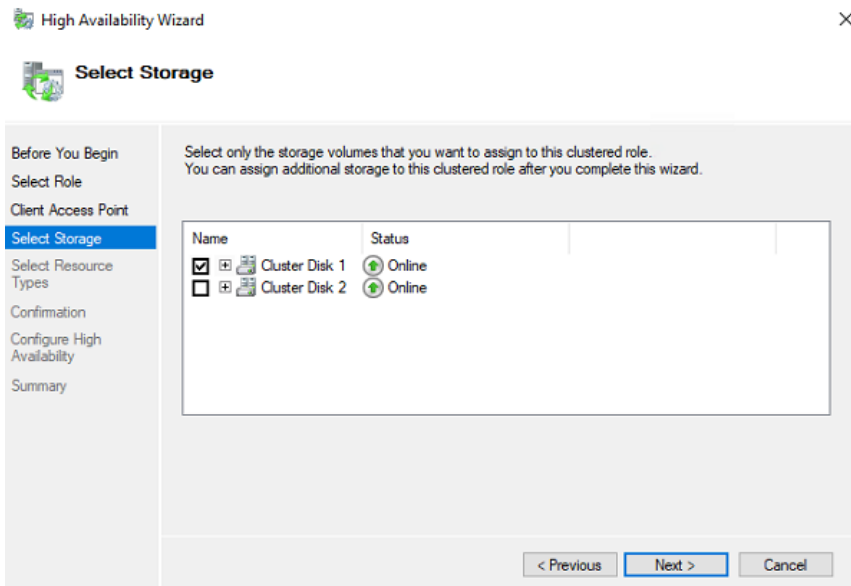 High Availability Wizard
Select Storage
Before You Begin
Select Role
Client Access Point
Select Storage
Select Resource
Types
Confirmation
Configure High
Availability
Summary
Select only the storage volumes that you want to assign to this clustered role.
You can assign additional storage to this clustered role after you complete this wizard.
Name Status
Cluster Disk 1 Online
Cluster Disk 2 Online
< Previous Next > Cancel